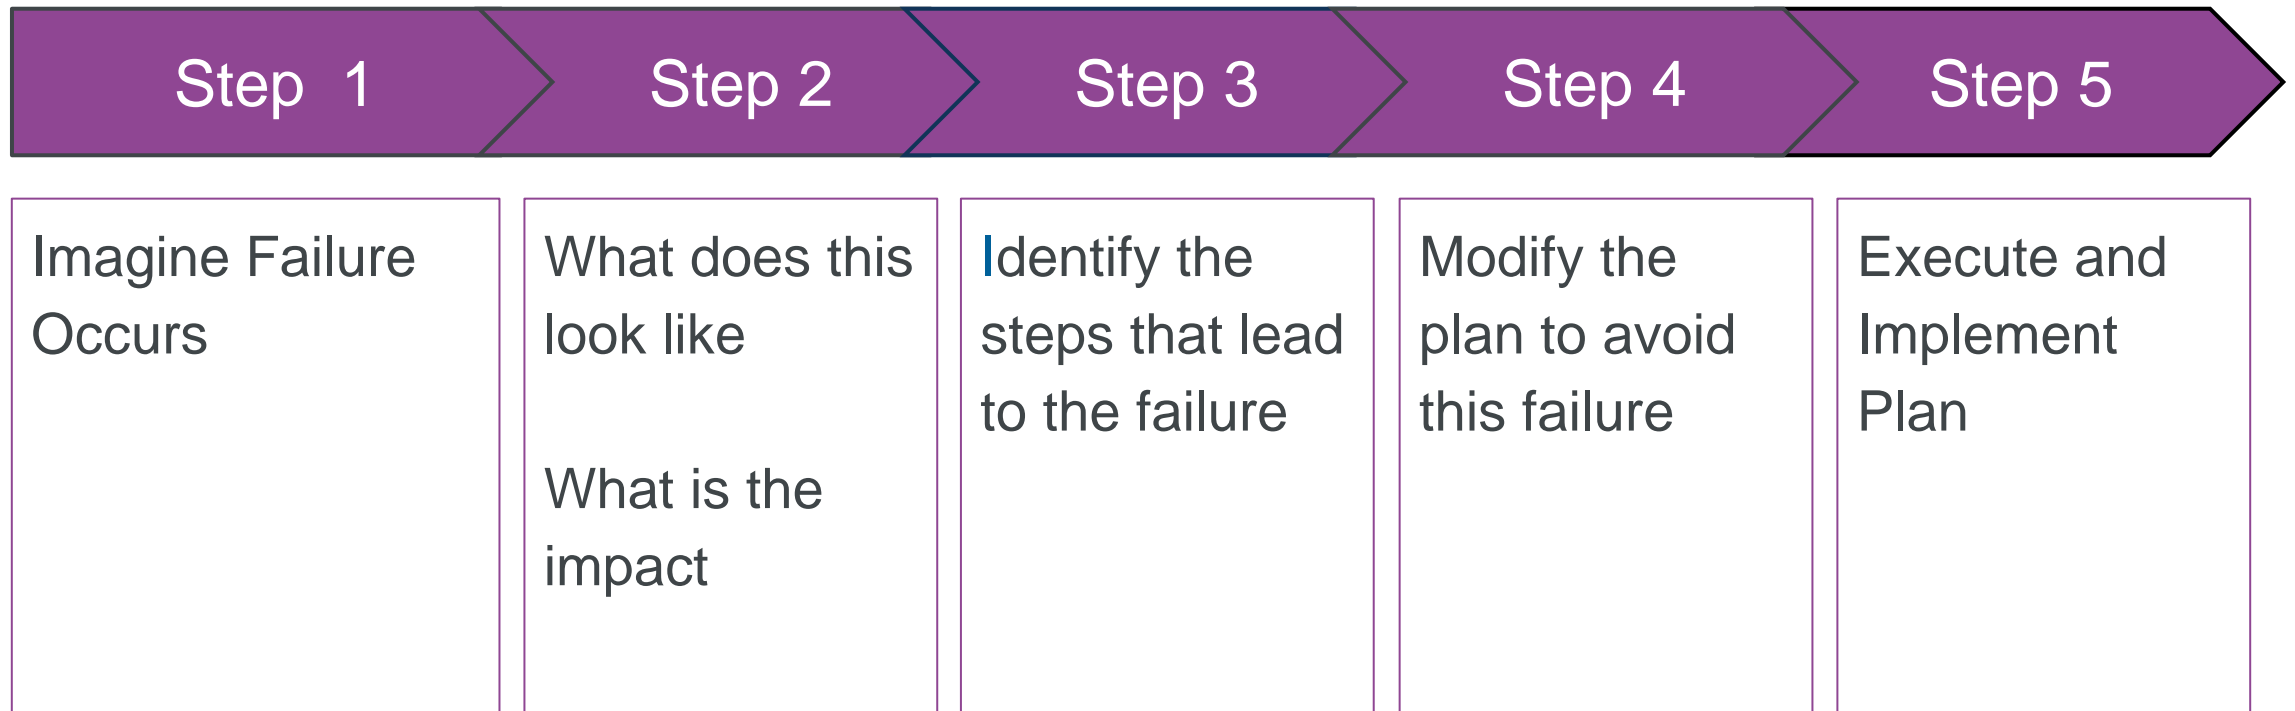 Step 1
Step 2
Step 3
Step 4
Step 5
Imagine Failure
Occurs
What does this
look like
What is the
impact
Identify the
steps that lead
to the failure
Modify the
plan to avoid
this failure
Execute and
Implement
Plan